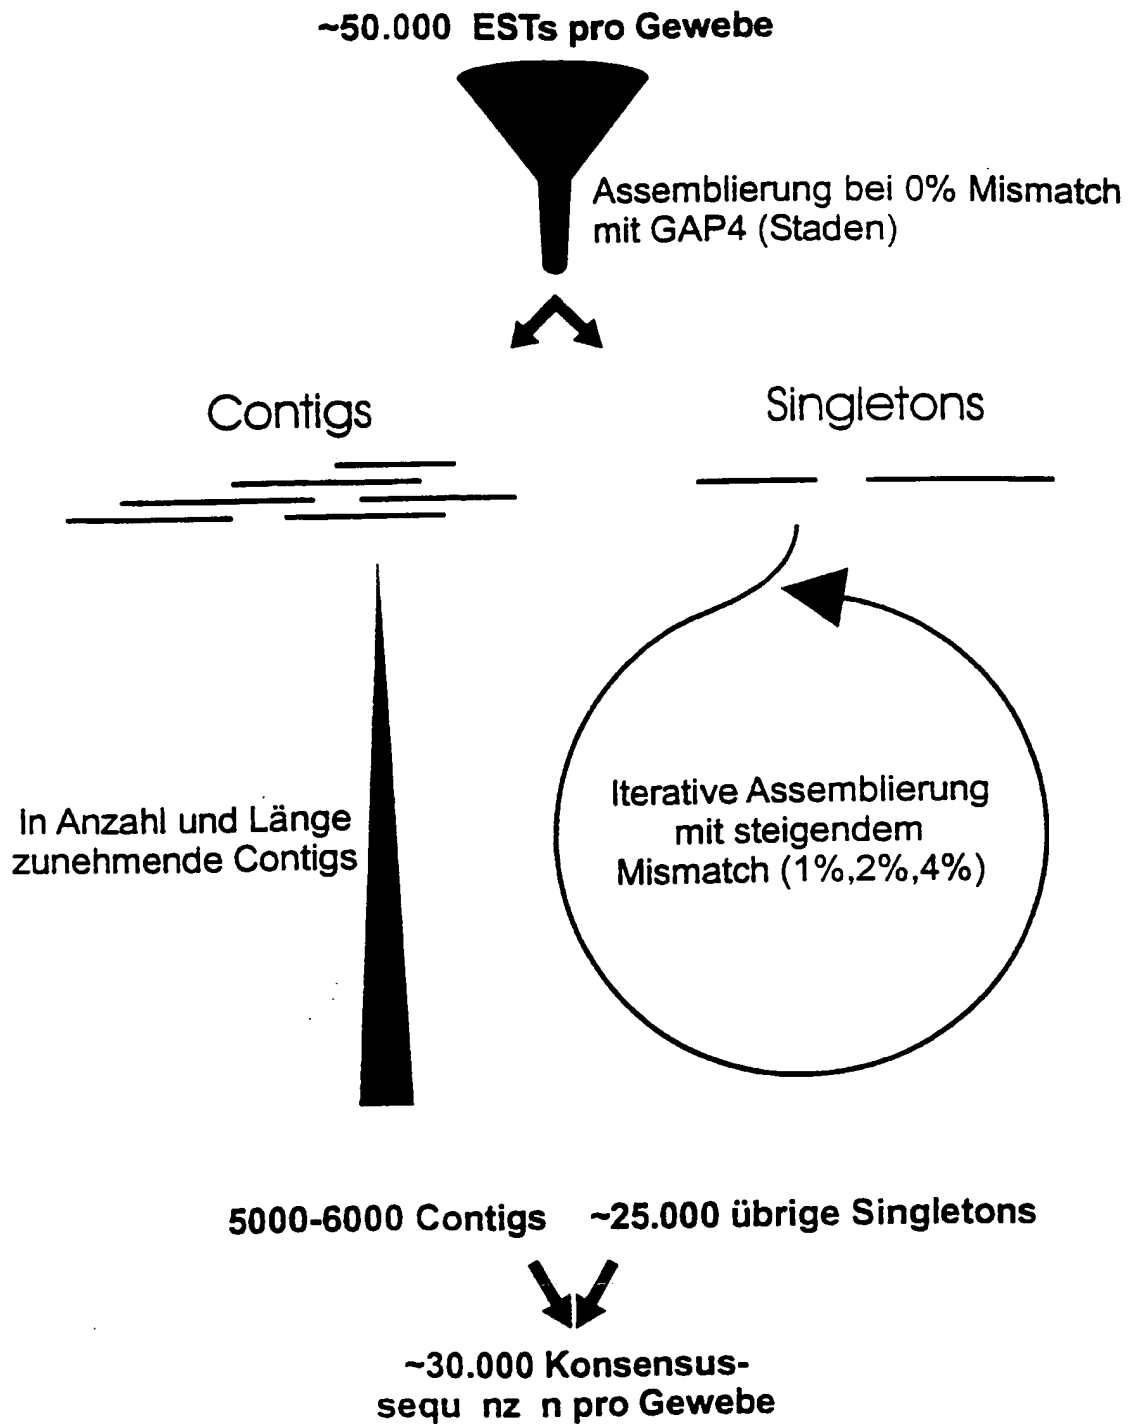 ~50.000 ESTs pro Gewebe
Assemblierung bei 0% Mismatch
mit GAP4 (Staden)
Contigs
Singletons
In Anzahl und Länge
zunehmende Contigs
Iterative Assemblierung
mit steigendem
Mismatch (1%,2%,4%)
5000-6000 Contigs
~25.000 übrige Singletons
~30.000 Konsensus-
sequ nz n pro Gewebe